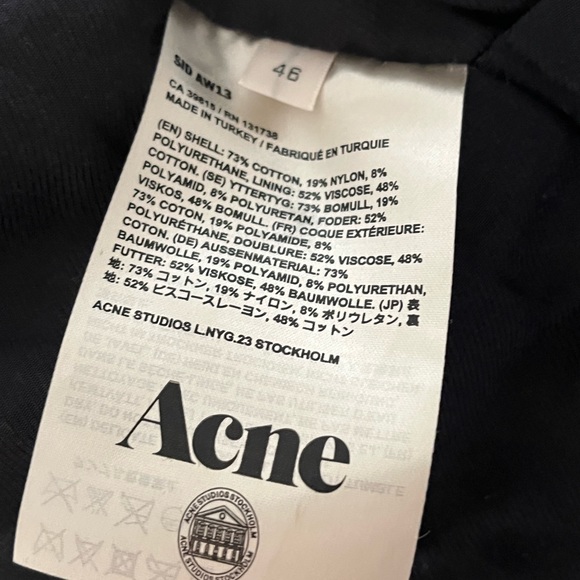 46
SID AW13
CA 39815 / RN 131738
MADE IN TURKEY / FABRIQUÉ EN TURQUIE
(EN) SHELL: 73% COTTON, 19% NYLON, 8%
POLYURETHANE, LINING: 52% VISCOSE, 48%
COTTON. (SE) YTTERTYG: 73% BOMULL, 19%
POLYAMID, 8% POLYURETAN, FODER: 52%
VISKOS, 48% BOMULL. (FR) COQUE EXTÉRIEURE:
73% COTON, 19% POLYAMIDE, 8%
POLYURÉTHANE, DOUBLURE: 52% VISCOSE, 48%
COTON. (DE) AUSSENMATERIAL: 73%
BAUMWOLLE, 19% POLYAMID, 8% POLYURETHAN,
FUTTER: 52% VISKOSE, 48% BAUMWOLLE. (JP) 表
地: 73% コットン, 19% ナイロン, 8% ポリウレタン, 裏
地: 52% ビスコースレーヨン, 48% コットン
ACNE STUDIOS L.NYG.23 STOCKHOLM
Acne
ACNE STUDIOS STOCKHOLM
ACNE STUDIOS STOCKHOLM